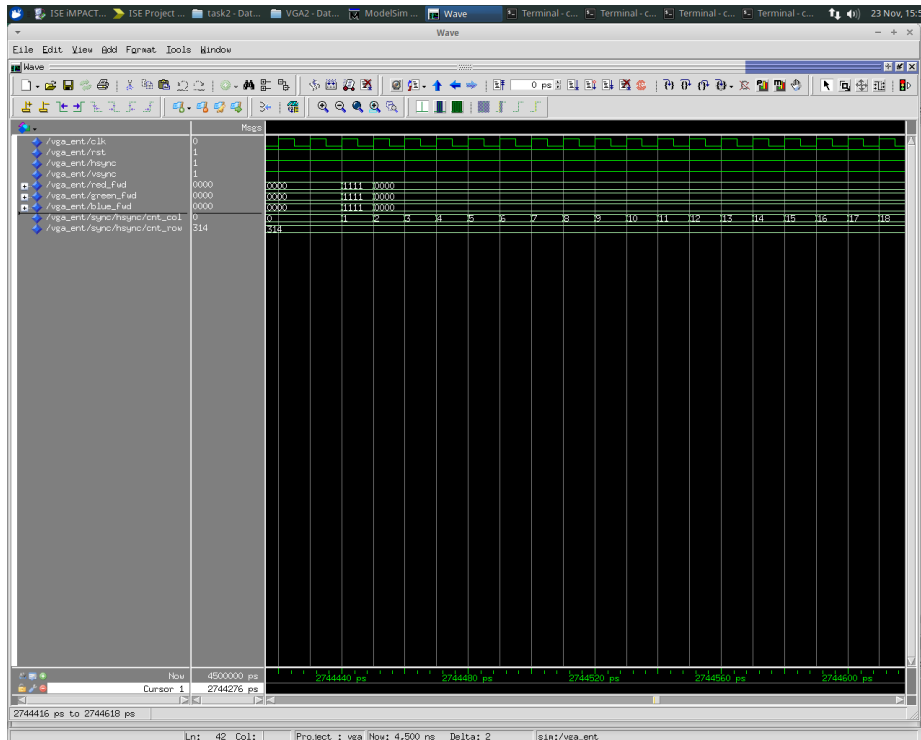 ISE iMPACT... ISE Project ... task2 - Dat... VGA2 - Dat... ModelSim ... Wave Terminal - c... Terminal - c... Terminal - c... Terminal - c... 23 Nov, 15:5
Wave
File Edit View Add Format Tools Window
Wave
0 ps
Msgs
/vga_ent/clk 0
/vga_ent/rst 1
/vga_ent/hsync 1
/vga_ent/vsync 1
/vga_ent/red_fwd 0000 0000 1111 0000
/vga_ent/green_fwd 0000 0000 1111 0000
/vga_ent/blue_fwd 0000 0000 1111 0000
/vga_ent/sync/hsync/cnt_col 0 0 1 2 3 4 5 6 7 8 9 10 11 12 13 14 15 16 17 18
/vga_ent/sync/hsync/cnt_row 314 314
Now 4500000 ps 2744440 ps 2744480 ps 2744520 ps 2744560 ps 2744600 ps
Cursor 1 2744276 ps
2744416 ps to 2744618 ps
Ln: 42 Col: Project : vga Now: 4,500 ns Delta: 2 sim:/vga_ent